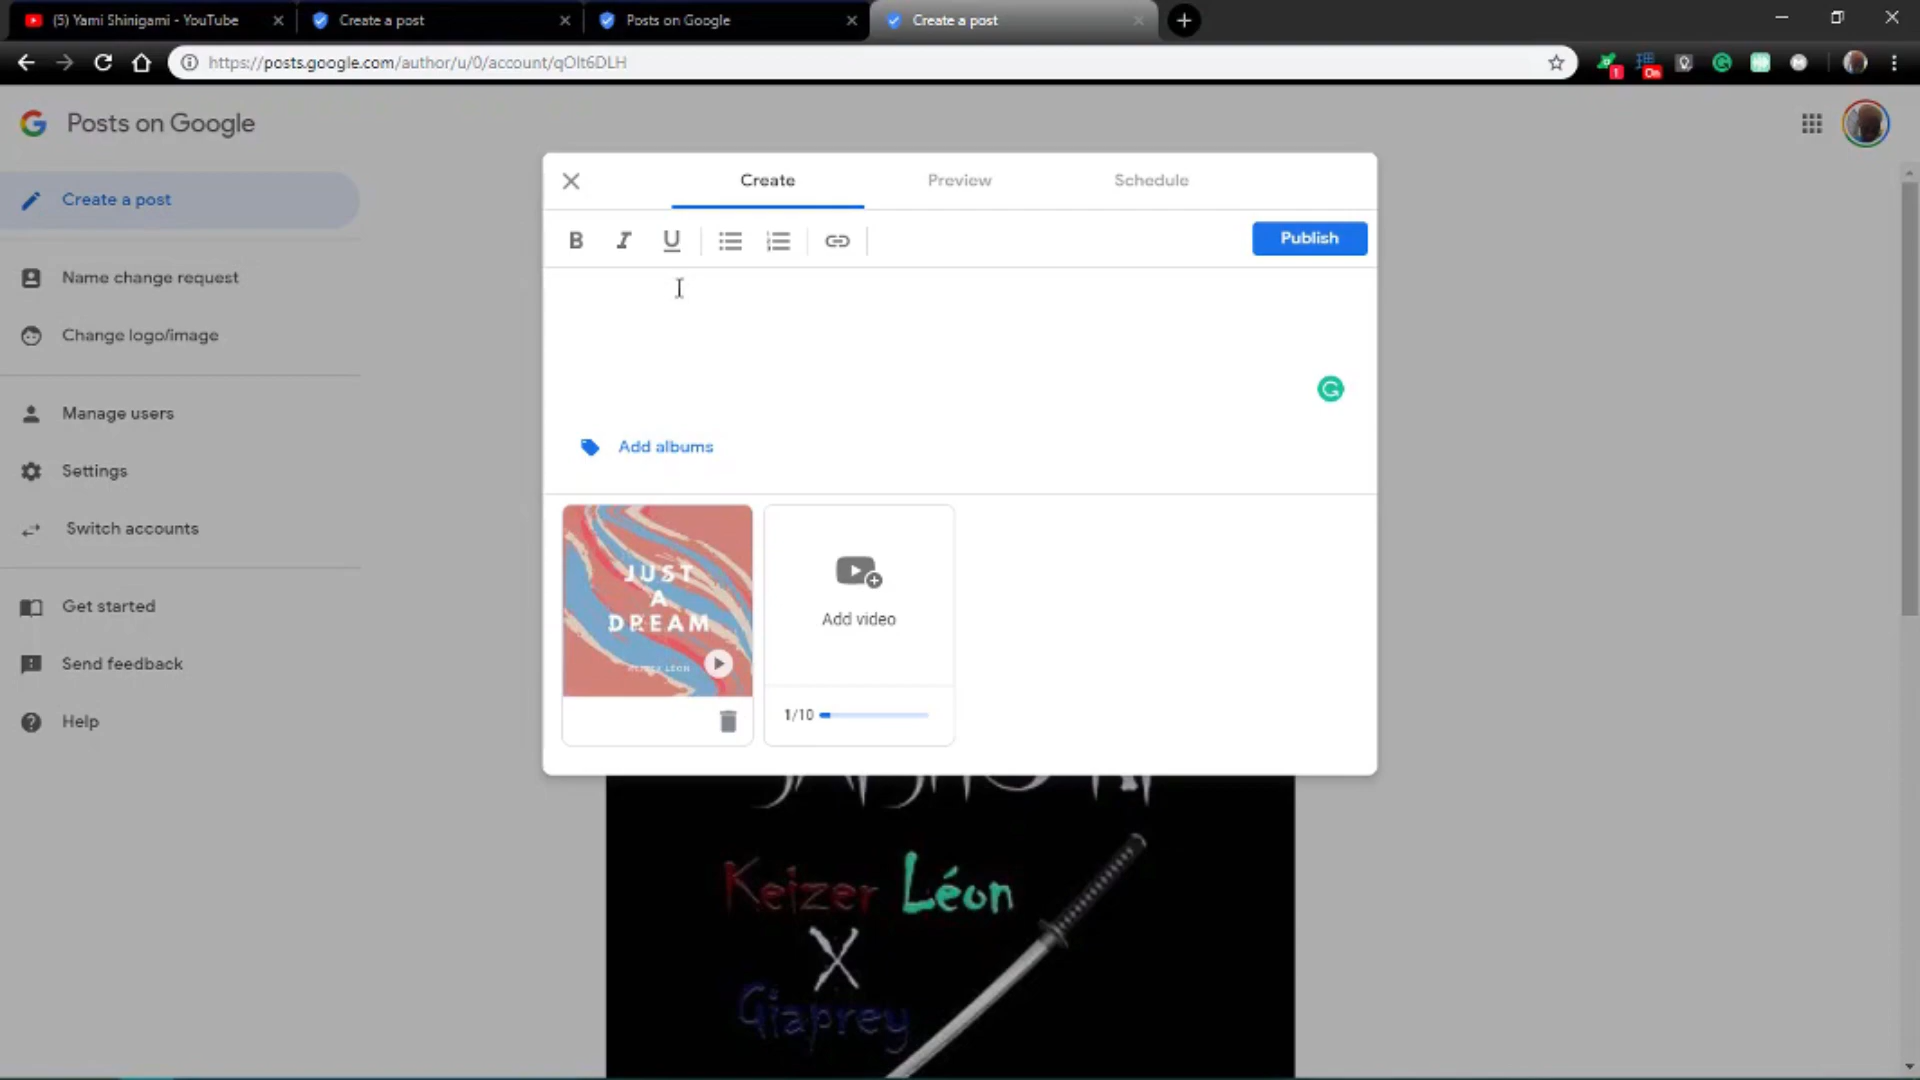 (5) Yami Shinigami - YouTube
Create a post
Posts on Google
Create a post
https://posts.google.com/author/u/0/account/qOlt6DLH
1
On
Posts on Google
Create a post
Name change request
Change logo/image
Manage users
Settings
Switch accounts
Get started
Send feedback
Help
Create
Preview
Schedule
B I U
Publish
Add albums
JUST
A
DREAM
Add video
1/10
Keizer Léon
X
Giaprey